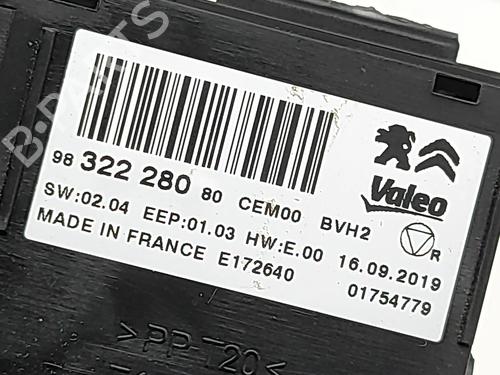 B-PARTS
98 322 280 80 CEM00 BVH2
Valeo
SW:02.04 EEP:01.03 HW:E.00 16.09.2019
R
MADE IN FRANCE E172640 01754779
>PP-T20<